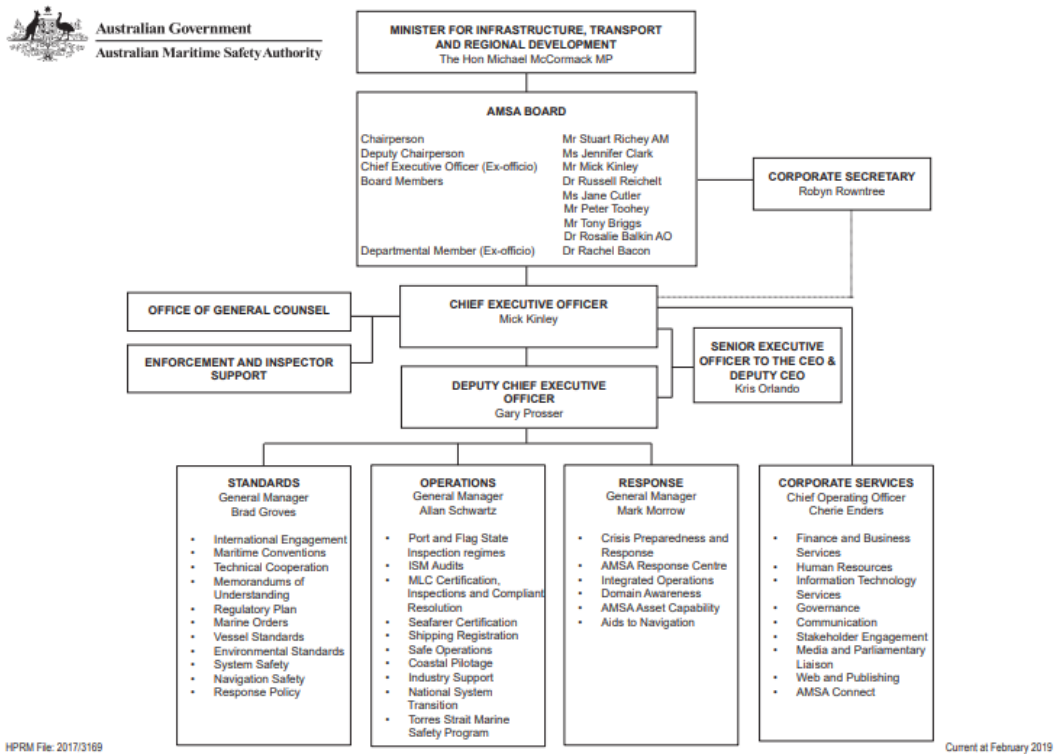 Australian Government
Australian Maritime Safety Authority
MINISTER FOR INFRASTRUCTURE, TRANSPORT
AND REGIONAL DEVELOPMENT
The Hon Michael McCormack MP
AMSA BOARD
Chairperson Mr Stuart Richey AM
Deputy Chairperson Ms Jennifer Clark
Chief Executive Officer (Ex-officio) Mr Mick Kinley
Board Members Dr Russell Reichelt
Ms Jane Cutler
Mr Peter Toohey
Mr Tony Briggs
Dr Rosalie Balkin AO
Departmental Member (Ex-officio) Dr Rachel Bacon
CORPORATE SECRETARY
Robyn Rowntree
OFFICE OF GENERAL COUNSEL
ENFORCEMENT AND INSPECTOR
SUPPORT
CHIEF EXECUTIVE OFFICER
Mick Kinley
SENIOR EXECUTIVE
OFFICER TO THE CEO &
DEPUTY CEO
Kris Orlando
DEPUTY CHIEF EXECUTIVE
OFFICER
Gary Prosser
STANDARDS
General Manager
Brad Groves
• International Engagement
• Maritime Conventions
• Technical Cooperation
• Memorandums of
Understanding
• Regulatory Plan
• Marine Orders
• Vessel Standards
• Environmental Standards
• System Safety
• Navigation Safety
• Response Policy
OPERATIONS
General Manager
Allan Schwartz
• Port and Flag State
Inspection regimes
• ISM Audits
• MLC Certification,
Inspections and Compliant
Resolution
• Seafarer Certification
• Shipping Registration
• Safe Operations
• Coastal Pilotage
• Industry Support
• National System
Transition
• Torres Strait Marine
Safety Program
RESPONSE
General Manager
Mark Morrow
• Crisis Preparedness and
Response
• AMSA Response Centre
• Integrated Operations
• Domain Awareness
• AMSA Asset Capability
• Aids to Navigation
CORPORATE SERVICES
Chief Operating Officer
Cherie Enders
• Finance and Business
Services
• Human Resources
• Information Technology
Services
• Governance
• Communication
• Stakeholder Engagement
• Media and Parliamentary
Liaison
• Web and Publishing
• AMSA Connect
HPRM File: 2017/3169
Current at February 2019